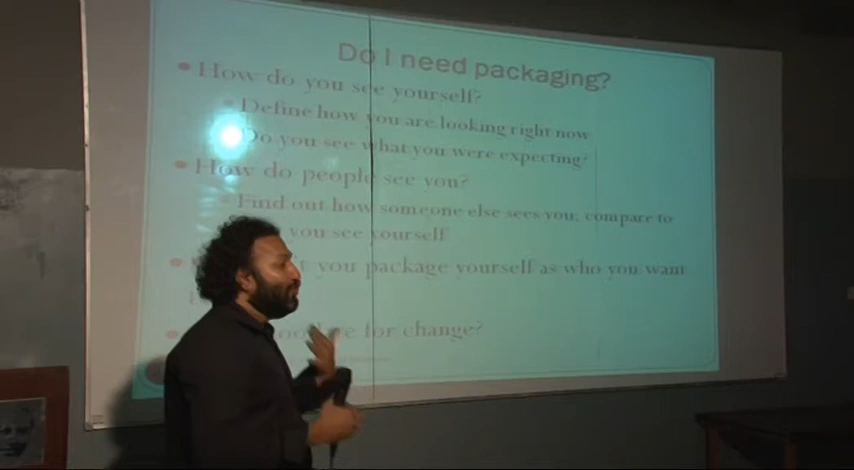 Do I need packaging?
• How do you see yourself?
Define how you are looking right now
Do you see what you were expecting?
• How do people see you?
Find out how someone else sees you, compare to
you see yourself
you package yourself as who you want
for change?